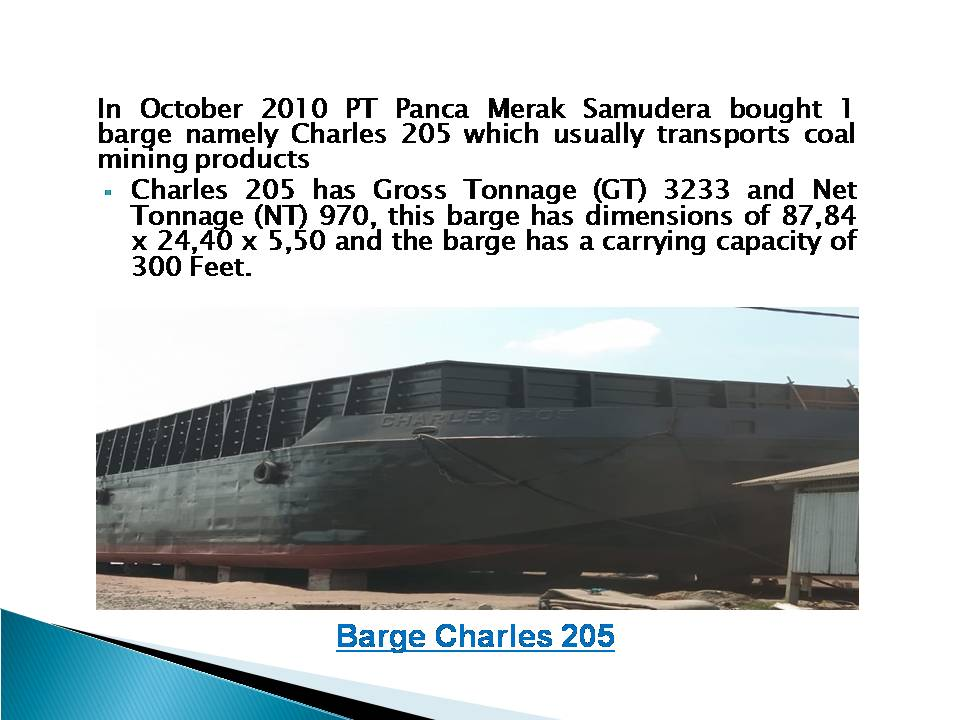 In October 2010 PT Panca Merak Samudera bought 1
barge namely Charles 205 which usually transports coal
mining products
Charles 205 has Gross Tonnage (GT) 3233 and Net
Tonnage (NT) 970, this barge has dimensions of 87,84
x 24,40 x 5,50 and the barge has a carrying capacity of
300 Feet.
CHARLES 205
Barge Charles 205